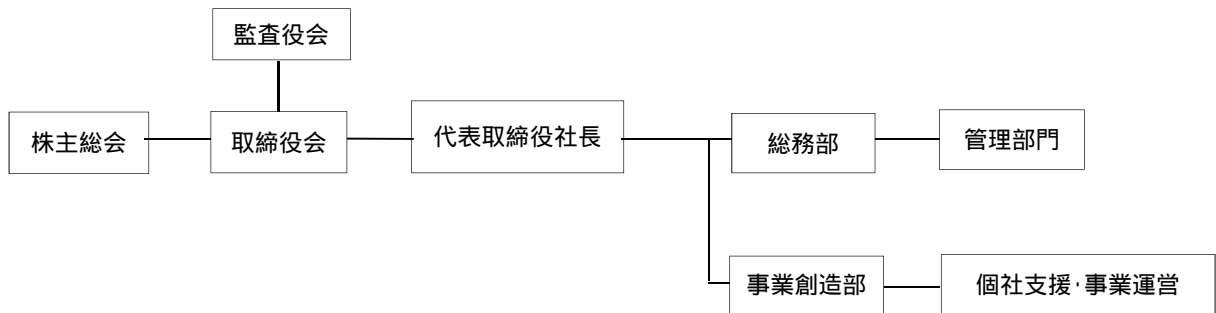 監査役会
株主総会
取締役会
代表取締役社長
総務部
管理部門
事業創造部
個社支援・事業運営